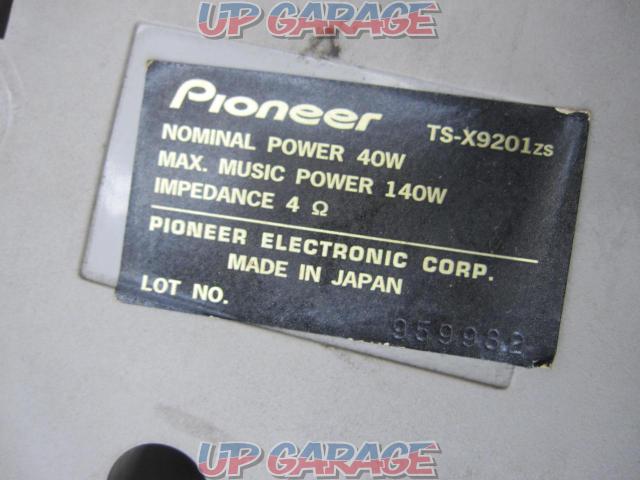 UP GARAGE
Pioneer TS-X9201zs
NOMINAL POWER 40W
MAX. MUSIC POWER 140W
IMPEDANCE 4 Ω
PIONEER ELECTRONIC CORP.
MADE IN JAPAN
LOT NO.
959982
UP GARAGE